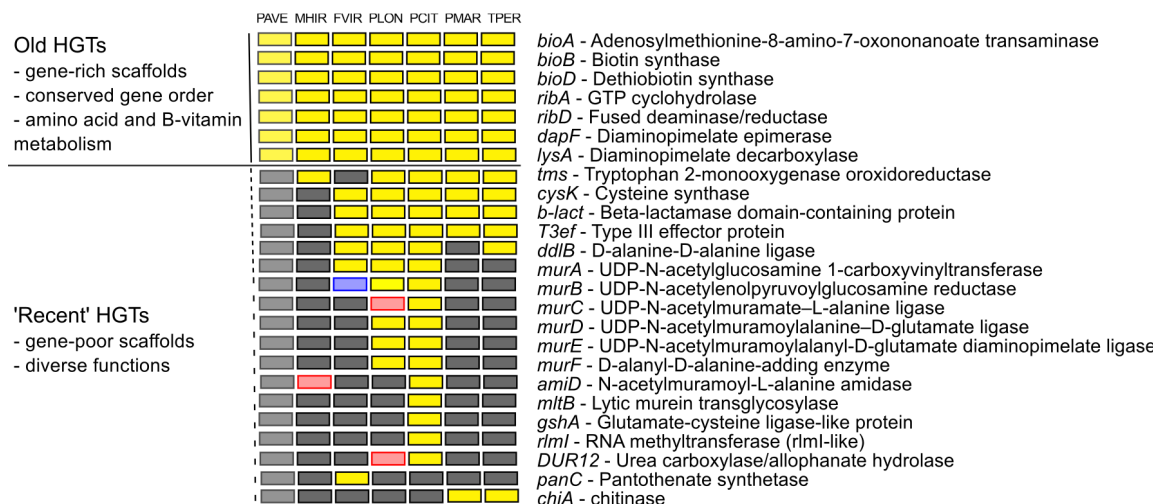 PAVE MHIR FVIR PLON PCIT PMAR TPER
Old HGTs
- gene-rich scaffolds
- conserved gene order
- amino acid and B-vitamin
metabolism
'Recent' HGTs
- gene-poor scaffolds
- diverse functions
bioA - Adenosylmethionine-8-amino-7-oxononanoate transaminase
bioB - Biotin synthase
bioD - Dethiobiotin synthase
ribA - GTP cyclohydrolase
ribD - Fused deaminase/reductase
dapF - Diaminopimelate epimerase
lysA - Diaminopimelate decarboxylase
tms - Tryptophan 2-monooxygenase oroxidoreductase
cysK - Cysteine synthase
b-lact - Beta-lactamase domain-containing protein
T3ef - Type III effector protein
ddlB - D-alanine-D-alanine ligase
murA - UDP-N-acetylglucosamine 1-carboxyvinyltransferase
murB - UDP-N-acetylenolpyruvoylglucosamine reductase
murC - UDP-N-acetylmuramate–L-alanine ligase
murD - UDP-N-acetylmuramoylalanine–D-glutamate ligase
murE - UDP-N-acetylmuramoylalanyl-D-glutamate diaminopimelate ligase
murF - D-alanyl-D-alanine-adding enzyme
amiD - N-acetylmuramoyl-L-alanine amidase
mltB - Lytic murein transglycosylase
gshA - Glutamate-cysteine ligase-like protein
rlmI - RNA methyltransferase (rlmI-like)
DUR12 - Urea carboxylase/allophanate hydrolase
panC - Pantothenate synthetase
chiA - chitinase